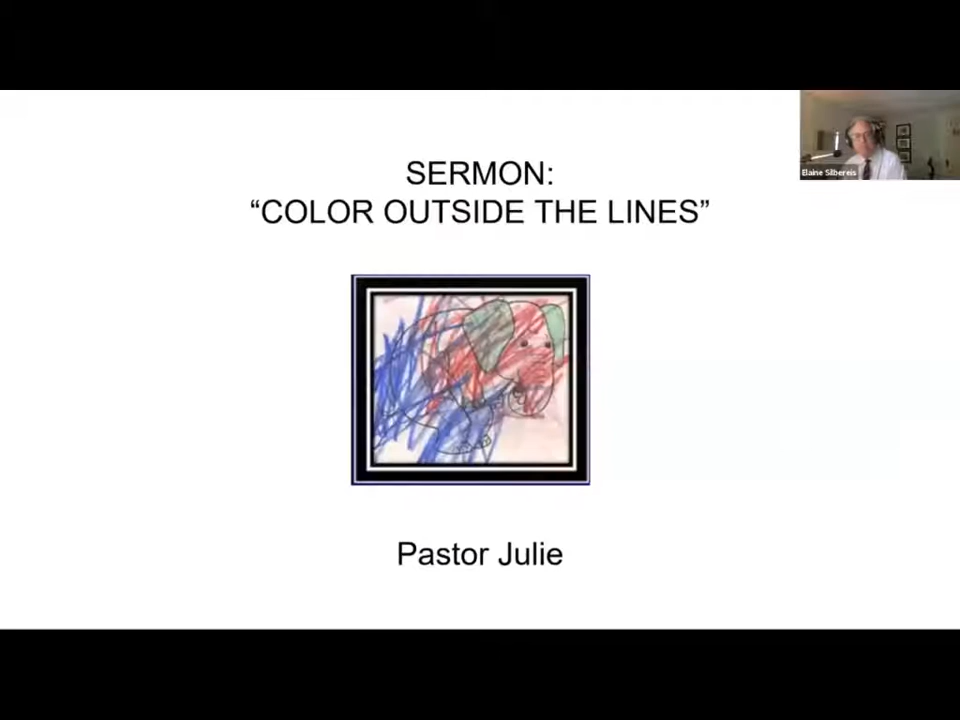 SERMON:
“COLOR OUTSIDE THE LINES”
Elaine Silbereis
Pastor Julie